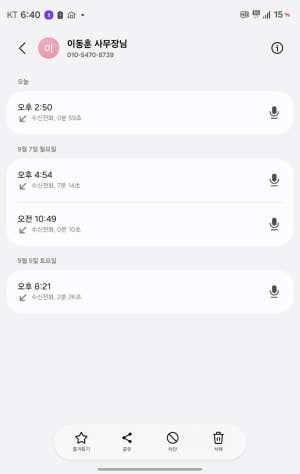 KT 6:40 15%
이동훈 사무장님
010-5470-8739
오늘
오후 2:50
수신전화, 0분 59초
9월 7일 월요일
오후 4:54
수신전화, 7분 14초
오전 10:49
수신전화, 0분 10초
9월 5일 토요일
오후 8:21
수신전화, 2분 26초
즐겨찾기 공유 차단 삭제